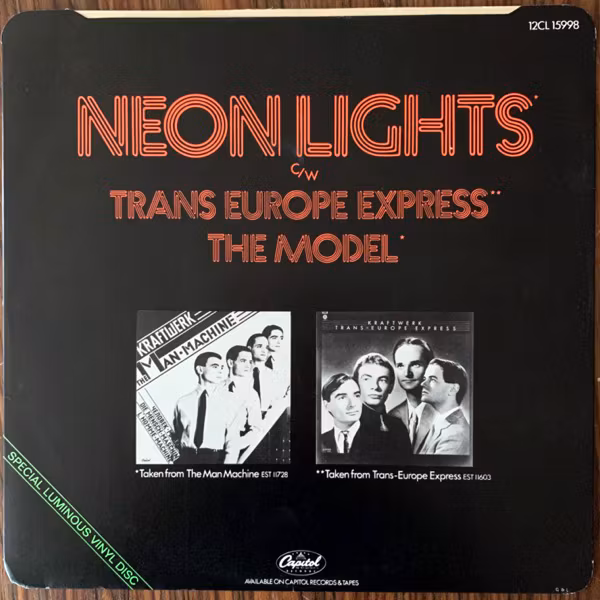 12CL 15998
NEON LIGHTS*
C/W
TRANS EUROPE EXPRESS**
THE MODEL*
KRAFTWERK
THE MAN·MACHINE
KRAFTWERK
TRANS-EUROPE EXPRESS
*Taken from The Man Machine EST 11728
**Taken from Trans-Europe Express EST 11603
SPECIAL LUMINOUS VINYL DISC
Capitol
AVAILABLE ON CAPITOL RECORDS & TAPES